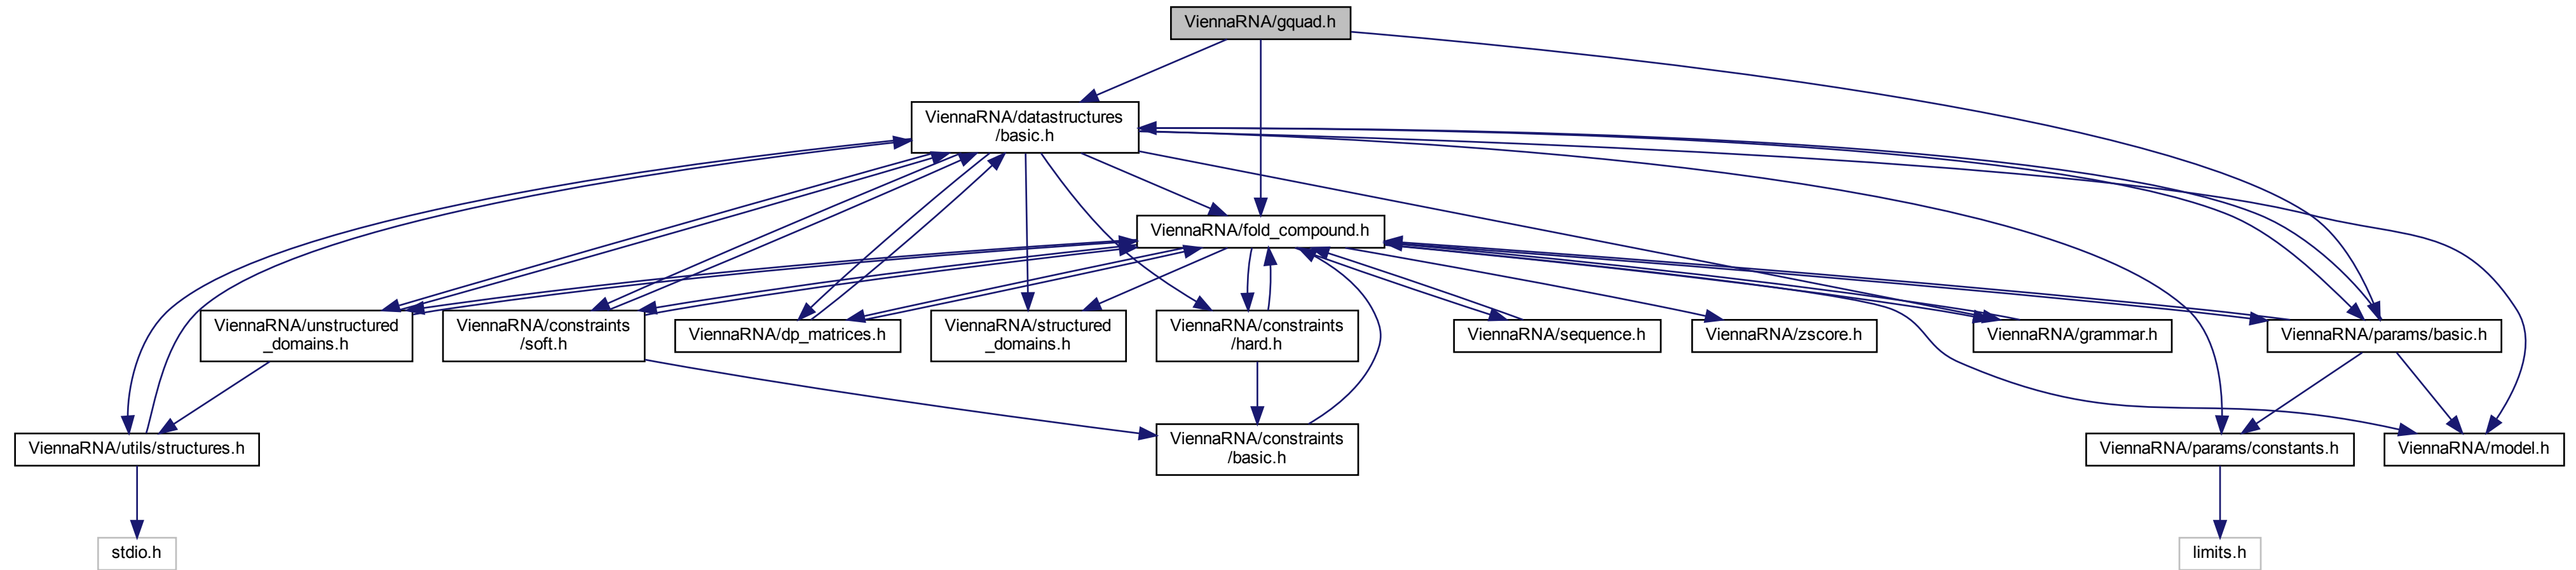 ViennaRNA/gquad.h
ViennaRNA/datastructures
/basic.h
ViennaRNA/fold_compound.h
ViennaRNA/unstructured
_domains.h
ViennaRNA/constraints
/soft.h
ViennaRNA/dp_matrices.h
ViennaRNA/structured
_domains.h
ViennaRNA/constraints
/hard.h
ViennaRNA/sequence.h
ViennaRNA/zscore.h
ViennaRNA/grammar.h
ViennaRNA/params/basic.h
ViennaRNA/utils/structures.h
ViennaRNA/constraints
/basic.h
ViennaRNA/params/constants.h
ViennaRNA/model.h
stdio.h
limits.h